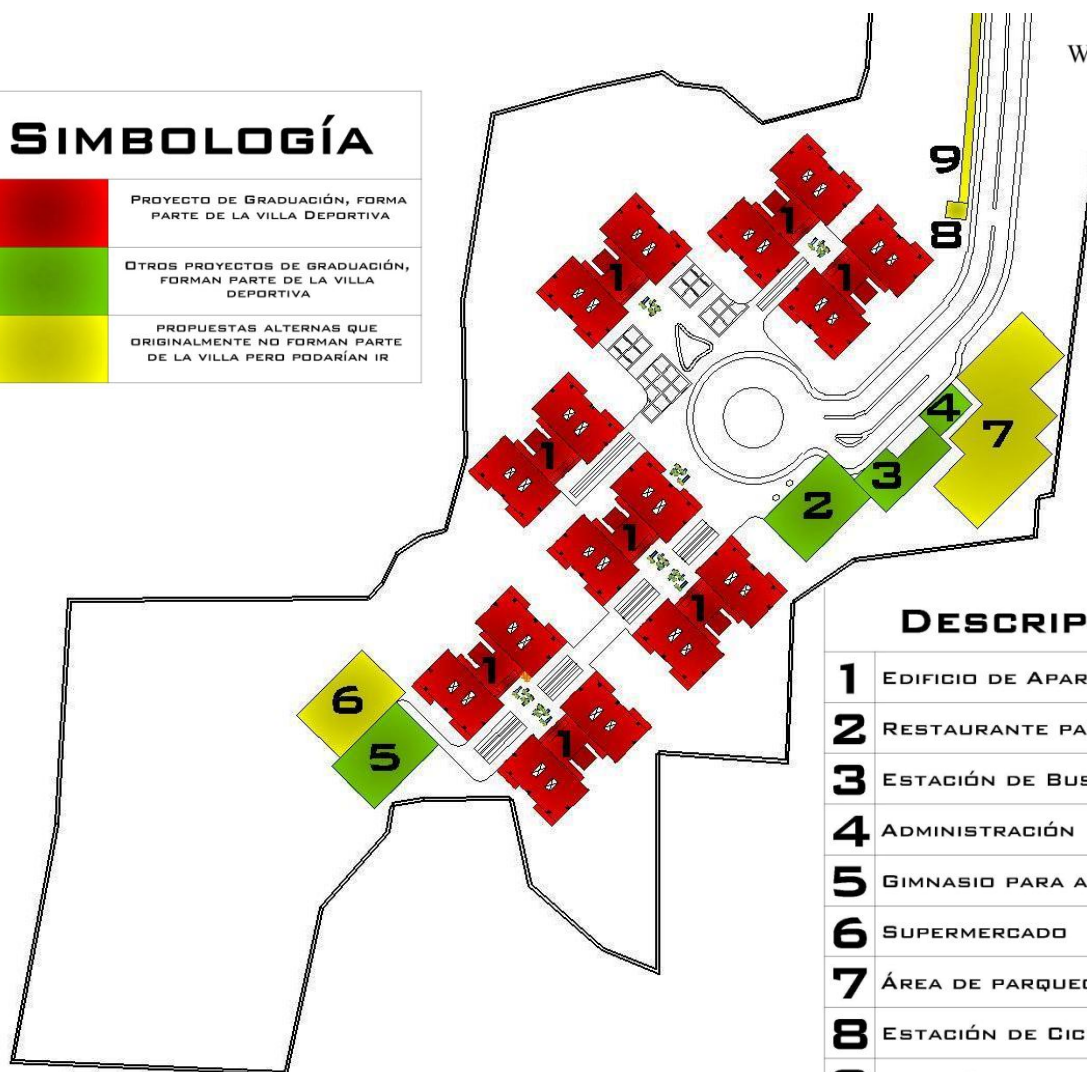 W
SIMBOLOGÍA
PROYECTO DE GRADUACIÓN, FORMA
PARTE DE LA VILLA DEPORTIVA
OTROS PROYECTOS DE GRADUACIÓN,
FORMAN PARTE DE LA VILLA
DEPORTIVA
PROPUESTAS ALTERNAS QUE
ORIGINALMENTE NO FORMAN PARTE
DE LA VILLA PERO PODARÍAN IR
9
8
1
1
1
4
7
1
3
2
1
1
1
6
5
1
DESCRIP
1 EDIFICIO DE APAR
2 RESTAURANTE PA
3 ESTACIÓN DE BUS
4 ADMINISTRACIÓN
5 GIMNASIO PARA A
6 SUPERMERCADO
7 ÁREA DE PARQUEO
8 ESTACIÓN DE CIC